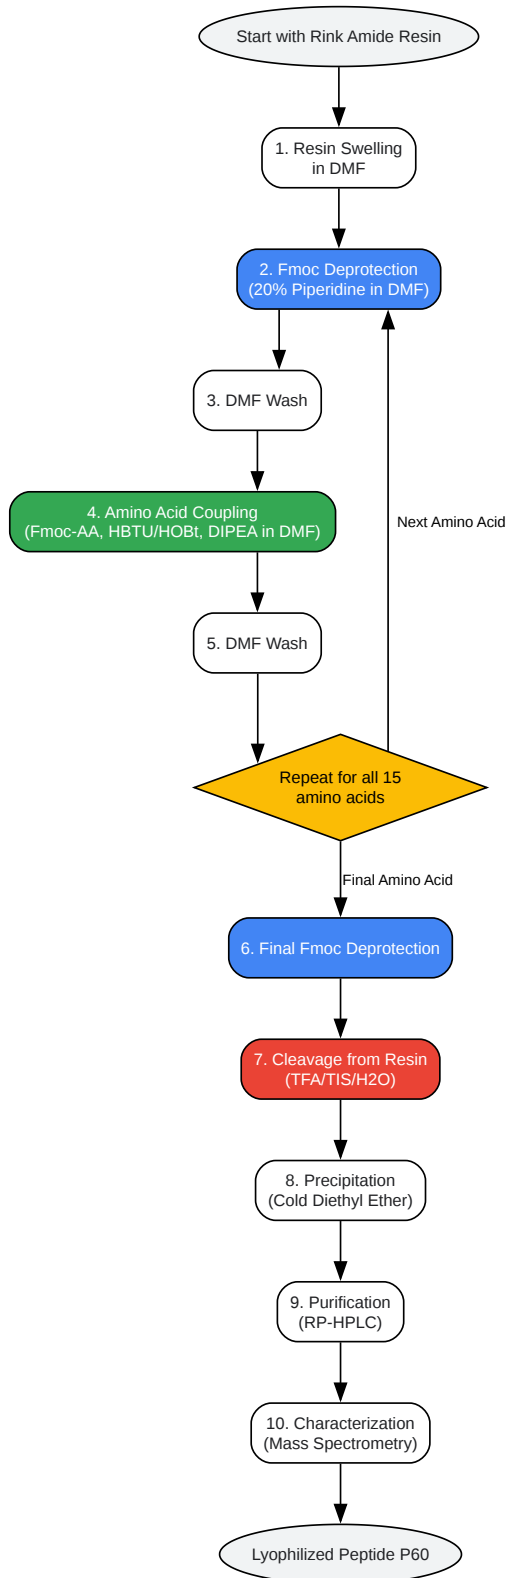 Start with Rink Amide Resin
1. Resin Swelling
in DMF
2. Fmoc Deprotection
(20% Piperidine in DMF)
3. DMF Wash
4. Amino Acid Coupling
(Fmoc-AA, HBTU/HOBt, DIPEA in DMF)
Next Amino Acid
5. DMF Wash
Repeat for all 15
amino acids
Final Amino Acid
6. Final Fmoc Deprotection
7. Cleavage from Resin
(TFA/TIS/H2O)
8. Precipitation
(Cold Diethyl Ether)
9. Purification
(RP-HPLC)
10. Characterization
(Mass Spectrometry)
Lyophilized Peptide P60